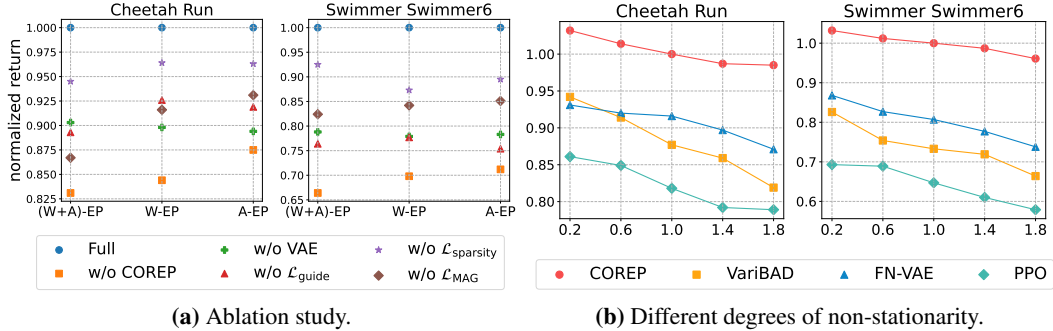 Cheetah Run
Swimmer Swimmer6
Cheetah Run
Swimmer Swimmer6
normalized return
1.000
0.975
0.950
0.925
0.900
0.875
0.850
0.825
(W+A)-EP W-EP A-EP
1.00
0.95
0.90
0.85
0.80
0.75
0.70
0.65
(W+A)-EP W-EP A-EP
1.00
0.95
0.90
0.85
0.80
0.2 0.6 1.0 1.4 1.8
1.0
0.9
0.8
0.7
0.6
0.2 0.6 1.0 1.4 1.8
Full w/o VAE w/o ℒsparsity
w/o COREP w/o ℒguide w/o ℒMAG
COREP VariBAD FN-VAE PPO
(a) Ablation study.
(b) Different degrees of non-stationarity.